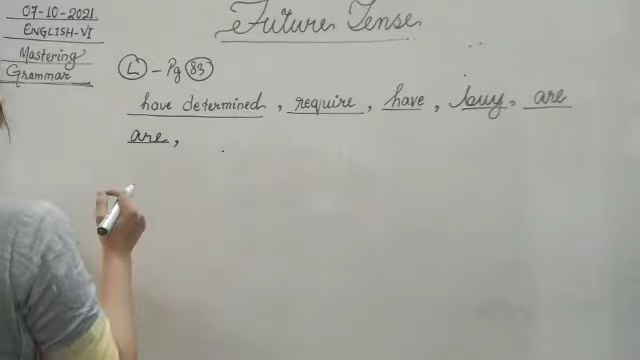 07-10-2021.
ENGLISH-VI
Mastering
Grammar
Future Tense
L - Pg 83
have determined, require, have, buy, are
are,